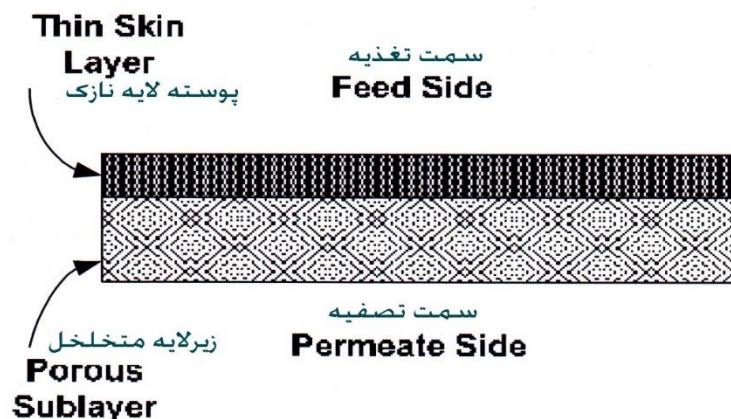 Thin Skin
Layer
پوسته لایه نازک
سمت تغذیه
Feed Side
سمت تصفیه
Permeate Side
زیرلایه متخلخل
Porous
Sublayer